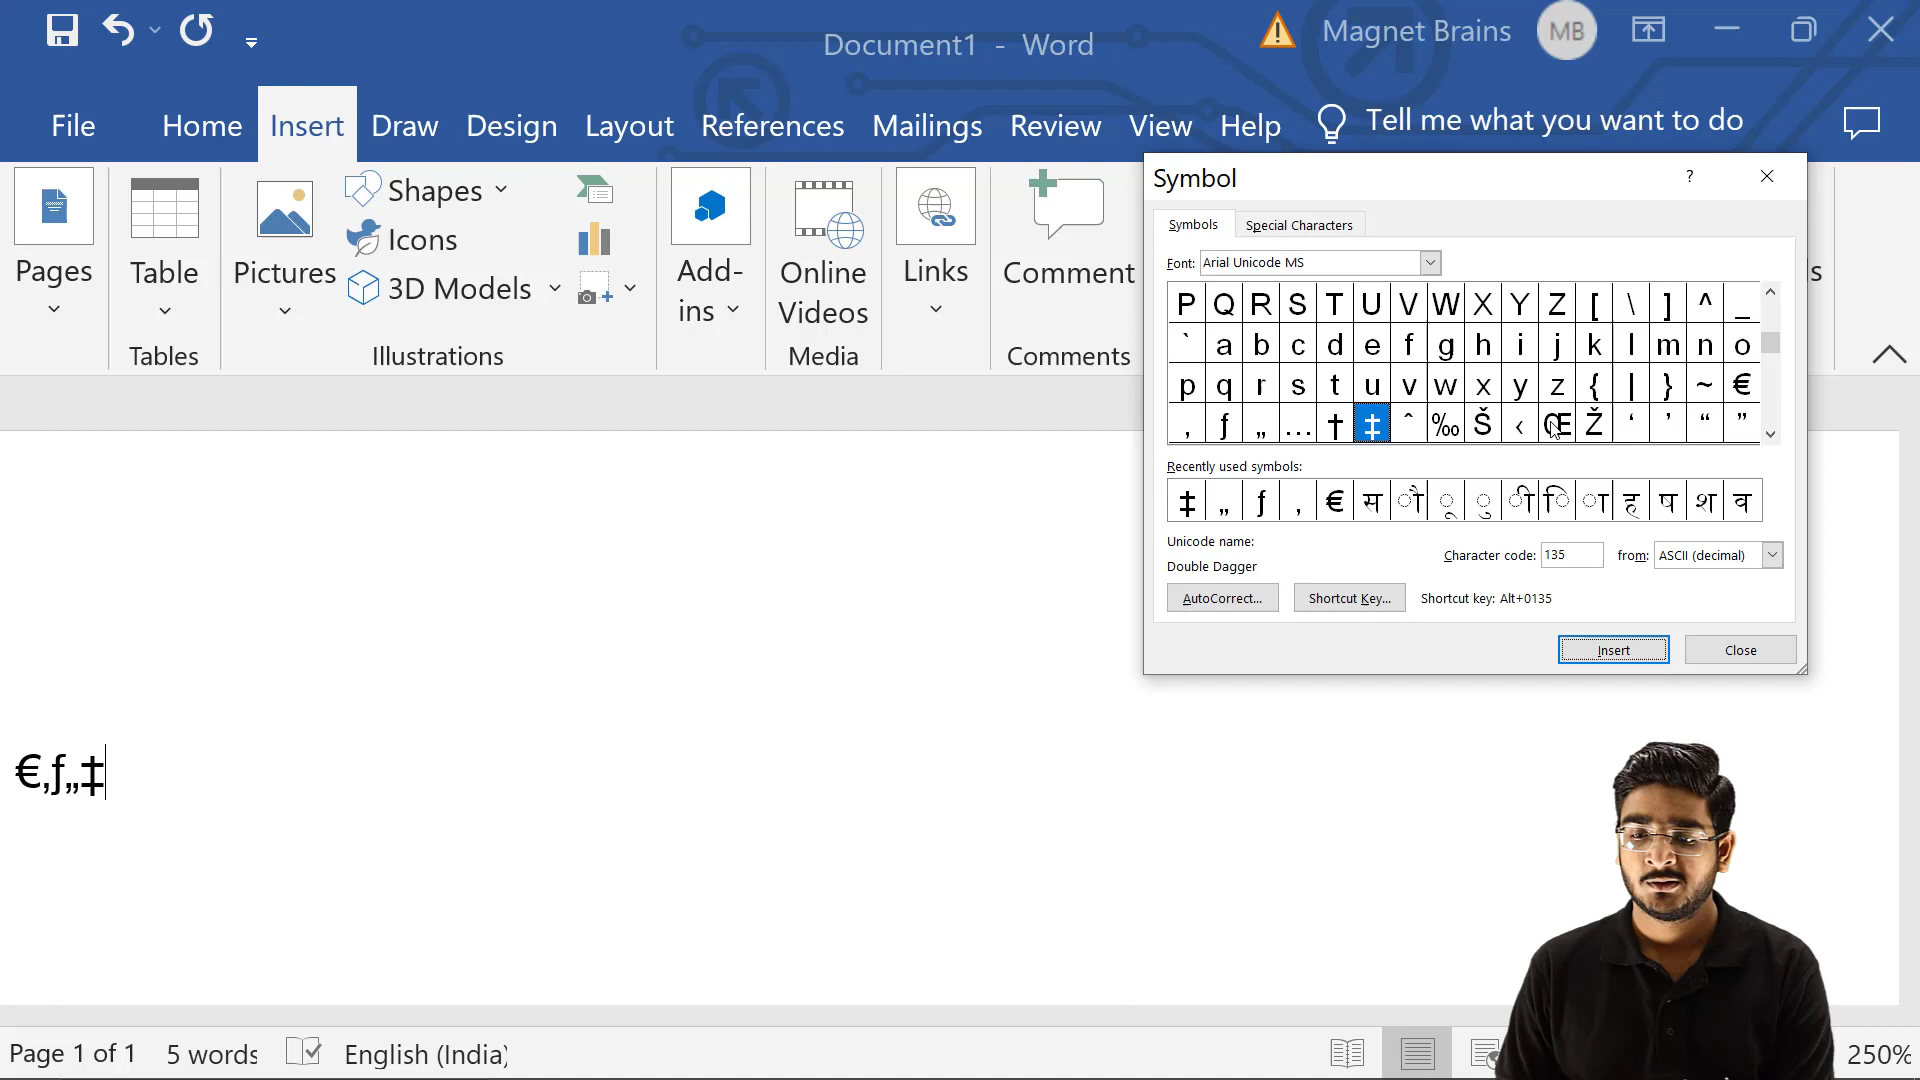 Document1 - Word
Magnet Brains
MB
File Home Insert Draw Design Layout References Mailings Review View Help Tell me what you want to do
Pages
Table
Tables
Pictures
Shapes
Icons
3D Models
Illustrations
Add-
ins
Online
Videos
Media
Links
Comment
Comments
s
Symbol
?
Symbols Special Characters
Font: Arial Unicode MS
P Q R S T U V W X Y Z [ \ ] ^ _
` a b c d e f g h i j k l m n o
p q r s t u v w x y z { | } ~ €
‚ ƒ „ … † ‡ ˆ ‰ Š ‹ Œ Ž ‘ ’ “ ”
Recently used symbols:
‡ „ ƒ ‚ € स ौ ू ु ी ि ा ह ष श व
Unicode name:
Double Dagger
Character code: 135 from: ASCII (decimal)
AutoCorrect... Shortcut Key... Shortcut key: Alt+0135
Insert Close
€‚ƒ„‡
Page 1 of 1 5 words English (India) 250%